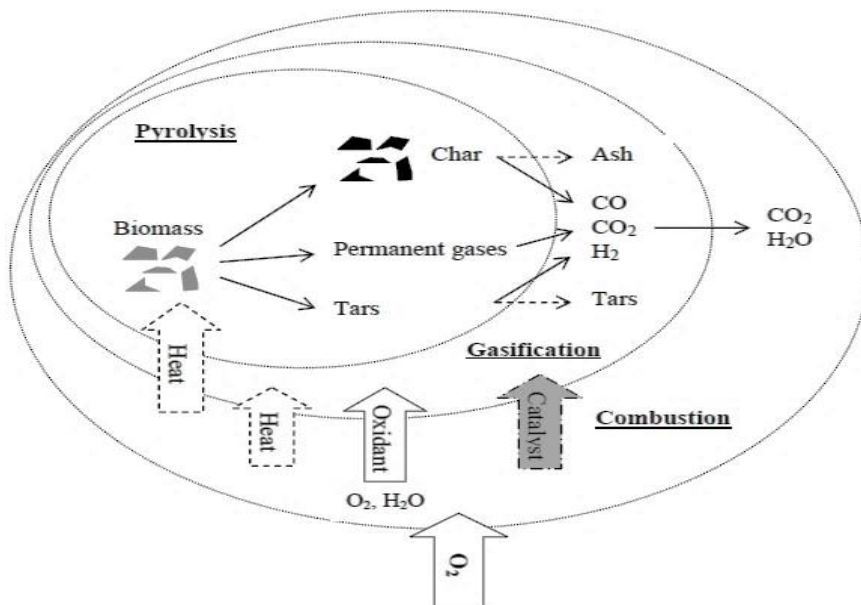 Pyrolysis
Char
Ash
CO
Biomass
Permanent gases
CO₂
CO₂
H₂
H₂O
Tars
Tars
Heat
Gasification
Heat
Oxidant
Catalyst
Combustion
O₂, H₂O
O₂